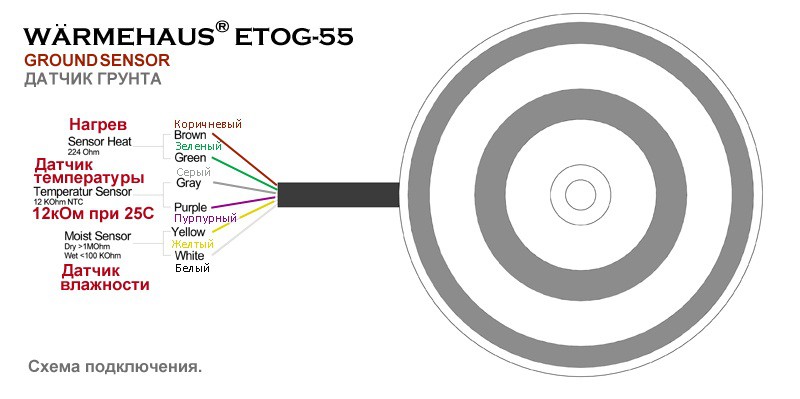 WÄRMEHAUS® ETOG-55
GROUND SENSOR
ДАТЧИК ГРУНТА
Нагрев
Sensor Heat
224 Ohm
Коричневый
Brown
Зеленый
Green
Датчик
температуры
Temperatur Sensor
12 KOhm NTC
12кОм при 25С
Серый
Gray
Purple
Пурпурный
Moist Sensor
Dry >1MOhm
Wet <100 KOhm
Датчик
влажности
Yellow
Желтый
White
Белый
Схема подключения.